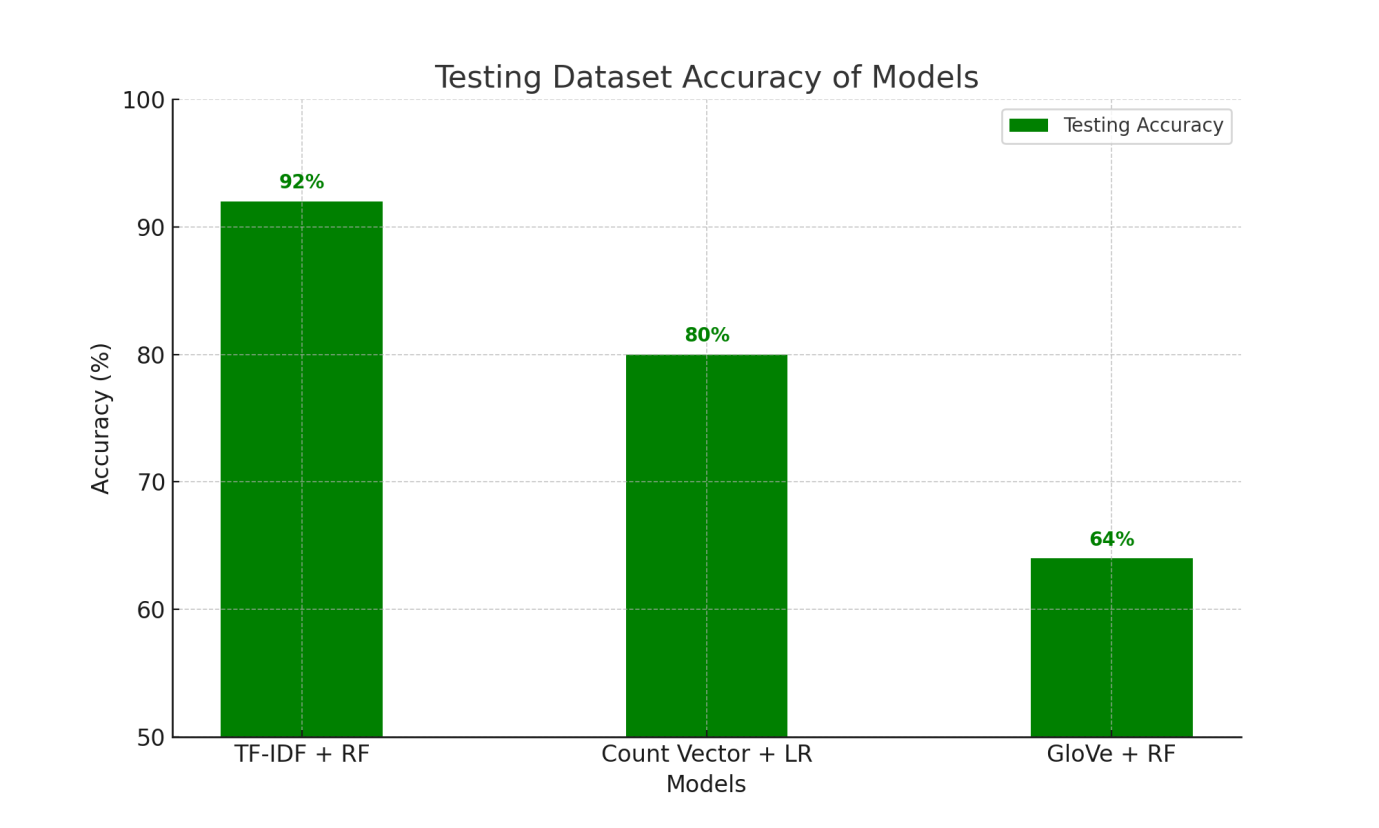 Testing Dataset Accuracy of Models
Testing Accuracy
Accuracy (%)
100
90
80
70
60
50
92%
80%
64%
TF-IDF + RF
Count Vector + LR
GloVe + RF
Models